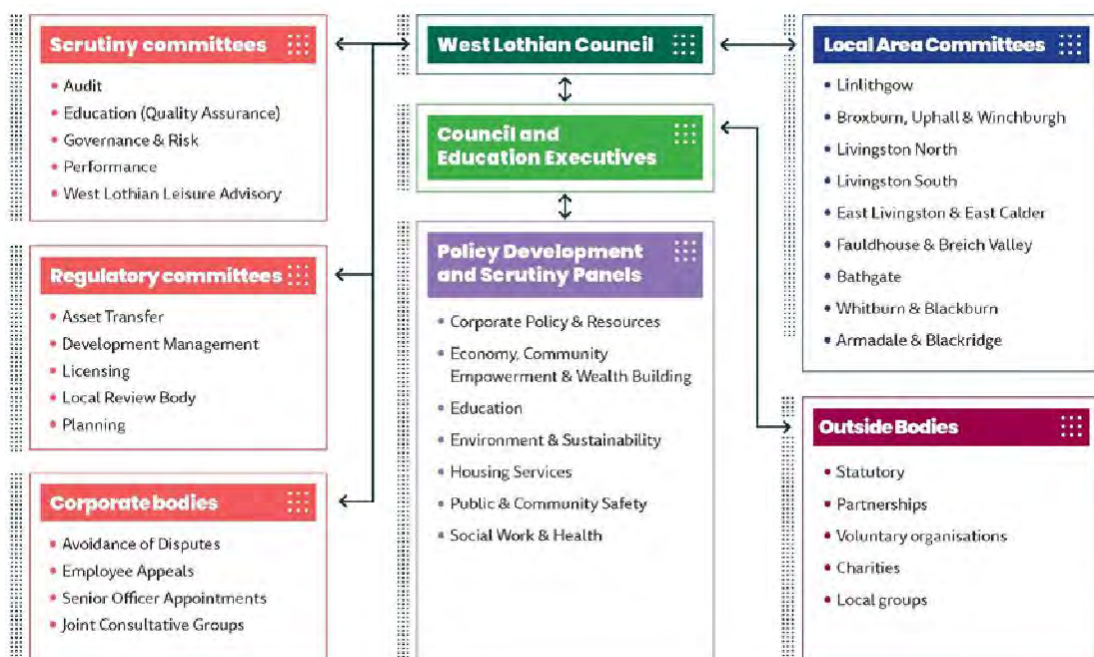 Scrutiny committees
• Audit
• Education (Quality Assurance)
• Governance & Risk
• Performance
• West Lothian Leisure Advisory
Regulatory committees
• Asset Transfer
• Development Management
• Licensing
• Local Review Body
• Planning
Corporate bodies
• Avoidance of Disputes
• Employee Appeals
• Senior Officer Appointments
• Joint Consultative Groups
West Lothian Council
Council and
Education Executives
Policy Development
and Scrutiny Panels
• Corporate Policy & Resources
• Economy, Community
Empowerment & Wealth Building
• Education
• Environment & Sustainability
• Housing Services
• Public & Community Safety
• Social Work & Health
Local Area Committees
• Linlithgow
• Broxburn, Uphall & Winchburgh
• Livingston North
• Livingston South
• East Livingston & East Calder
• Fauldhouse & Breich Valley
• Bathgate
• Whitburn & Blackburn
• Armadale & Blackridge
Outside Bodies
• Statutory
• Partnerships
• Voluntary organisations
• Charities
• Local groups